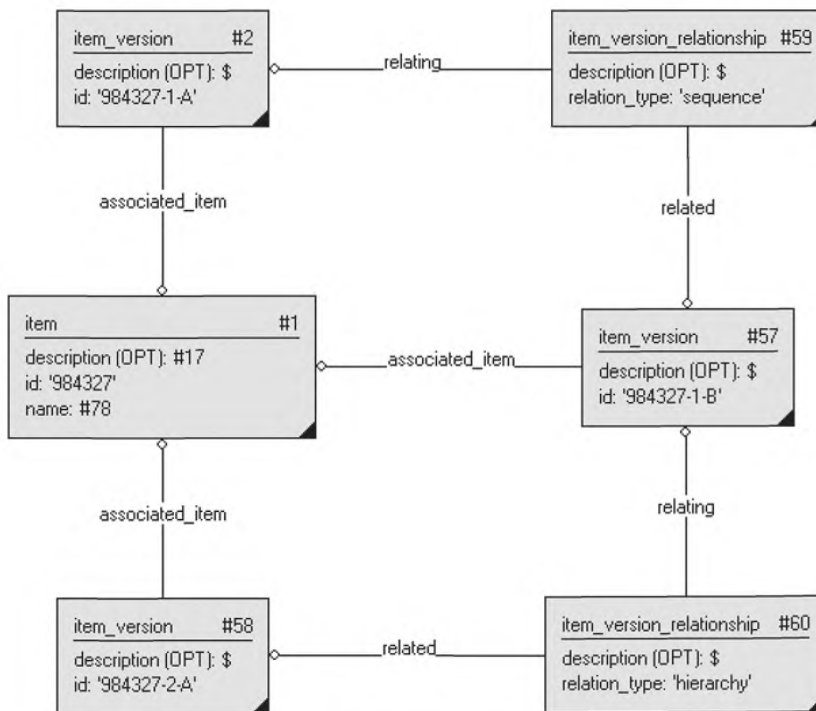 item_version #2
description (OPT): $
id: '984327-1-A'
relating
item_version_relationship #59
description (OPT): $
relation_type: 'sequence'
associated_item
related
item #1
description (OPT): #17
id: '984327'
name: #78
associated_item
item_version #57
description (OPT): $
id: '984327-1-B'
associated_item
relating
item_version #58
description (OPT): $
id: '984327-2-A'
related
item_version_relationship #60
description (OPT): $
relation_type: 'hierarchy'